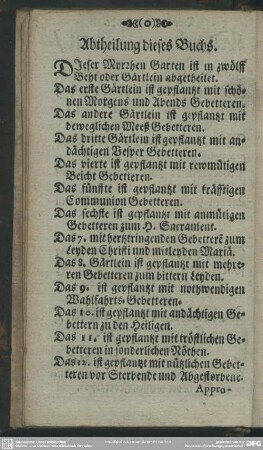 (o)
Abtheilung dieses Buchs.
DJeser Myrꝛhen Garten ist in zwölff
Beht oder Gärtlein abgetheilet.
Das erste Gärtlein ist gepflantzt mit schö-
nen Morgens und Abends Gebetteren.
Das andere Gärtlein ist gepflantzt mit
beweglichen Meeß Gebetteren.
Das dritte Gärtlein ist gepflantzt mit an-
dächtigen Vesper Gebetteren.
Das vierte ist gepflantzt mit rewmütigen
Beicht Gebetteren.
Das fünffte ist gepflantzt mit kräfftigen
Communion Gebetteren.
Das sechste ist gepflantzt mit anmütigen
Gebetteren zum H. Sacrament.
Das 7. mit hertztringenden Gebetterē zum
Leyden Christi und mitleyden Mariä.
Das 8. Gärtlein ist gepflantzt mit mehre-
ren Gebetteren zum bittern Leyden.
Das 9. ist gepflantzt mit nothwendigen
Wahlfahrts-Gebetteren.
Das 10. ist gepflantzt mit andächtigen Ge-
bettern zu den Heiligen.
Das 11. ist gepflantzt mit tröstlichen Ge-
betteren in sonderlichen Nöthen.
Das 12. ist gepflantzt mit nützlichen Gebet-
teren vor Sterbende und Abgestorbene.
Appro-